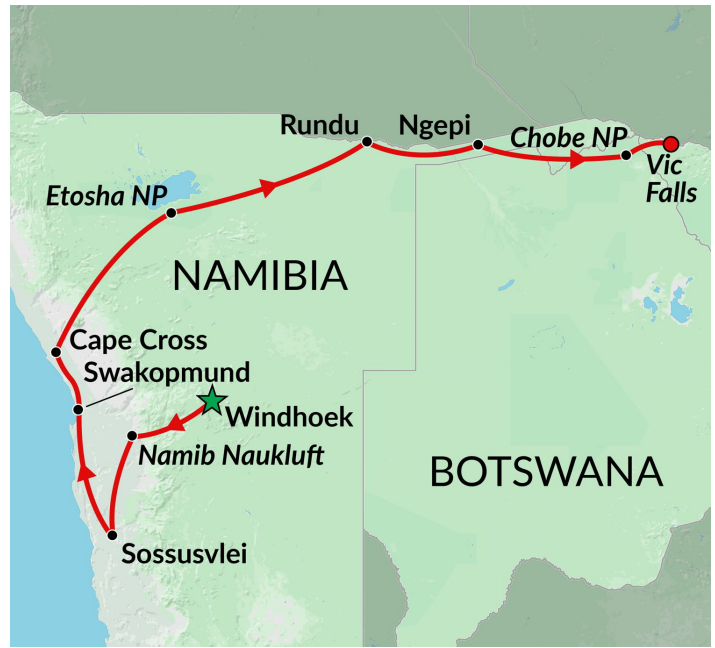 Rundu
Ngepi
Chobe NP
Vic
Falls
Etosha NP
NAMIBIA
Cape Cross
Swakopmund
Windhoek
Namib Naukluft
BOTSWANA
Sossusvlei